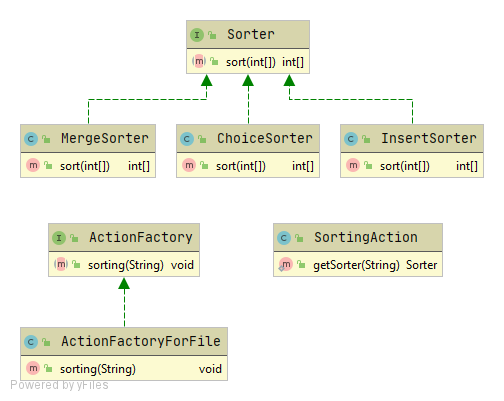 I Sorter
m sort(int[]) int[]
C MergeSorter
m sort(int[]) int[]
C ChoiceSorter
m sort(int[]) int[]
C InsertSorter
m sort(int[]) int[]
I ActionFactory
m sorting(String) void
C SortingAction
m getSorter(String) Sorter
C ActionFactoryForFile
m sorting(String) void
Powered by yFiles